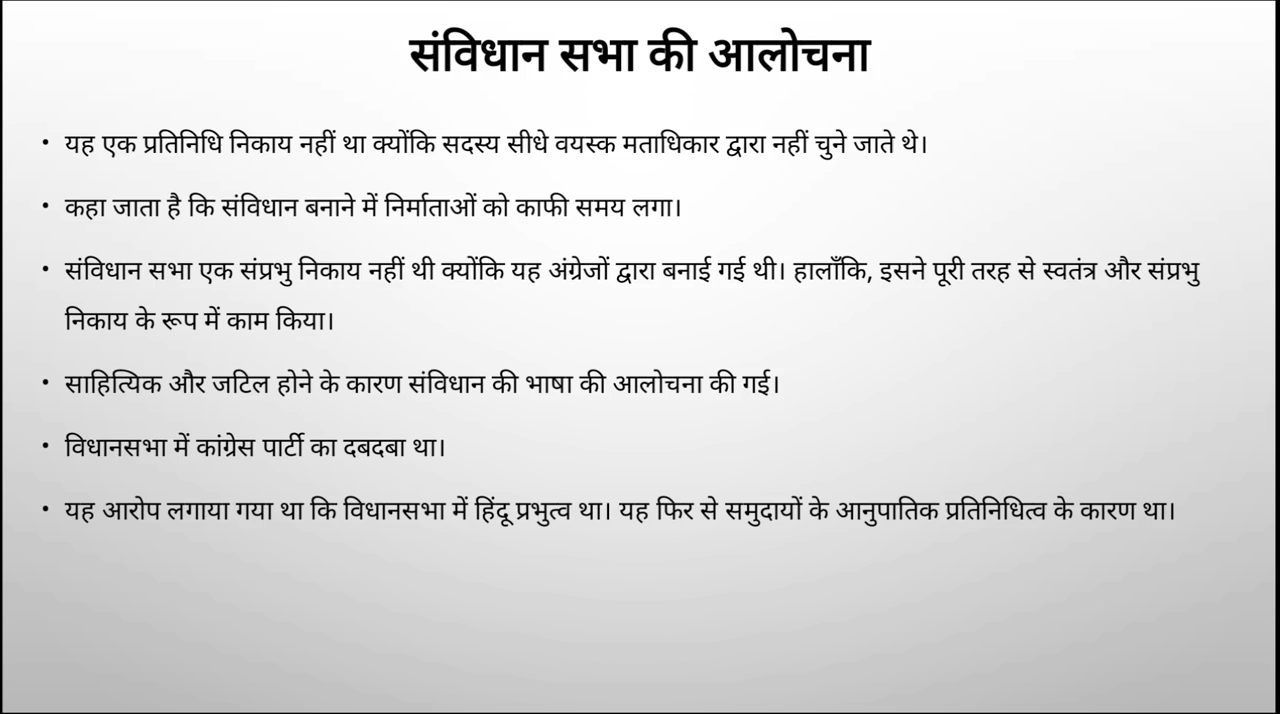 संविधान सभा की आलोचना
• यह एक प्रतिनिधि निकाय नहीं था क्योंकि सदस्य सीधे वयस्क मताधिकार द्वारा नहीं चुने जाते थे।
• कहा जाता है कि संविधान बनाने में निर्माताओं को काफी समय लगा।
• संविधान सभा एक संप्रभु निकाय नहीं थी क्योंकि यह अंग्रेजों द्वारा बनाई गई थी। हालाँकि, इसने पूरी तरह से स्वतंत्र और संप्रभु
निकाय के रूप में काम किया।
• साहित्यिक और जटिल होने के कारण संविधान की भाषा की आलोचना की गई।
• विधानसभा में कांग्रेस पार्टी का दबदबा था।
• यह आरोप लगाया गया था कि विधानसभा में हिंदू प्रभुत्व था। यह फिर से समुदायों के आनुपातिक प्रतिनिधित्व के कारण था।